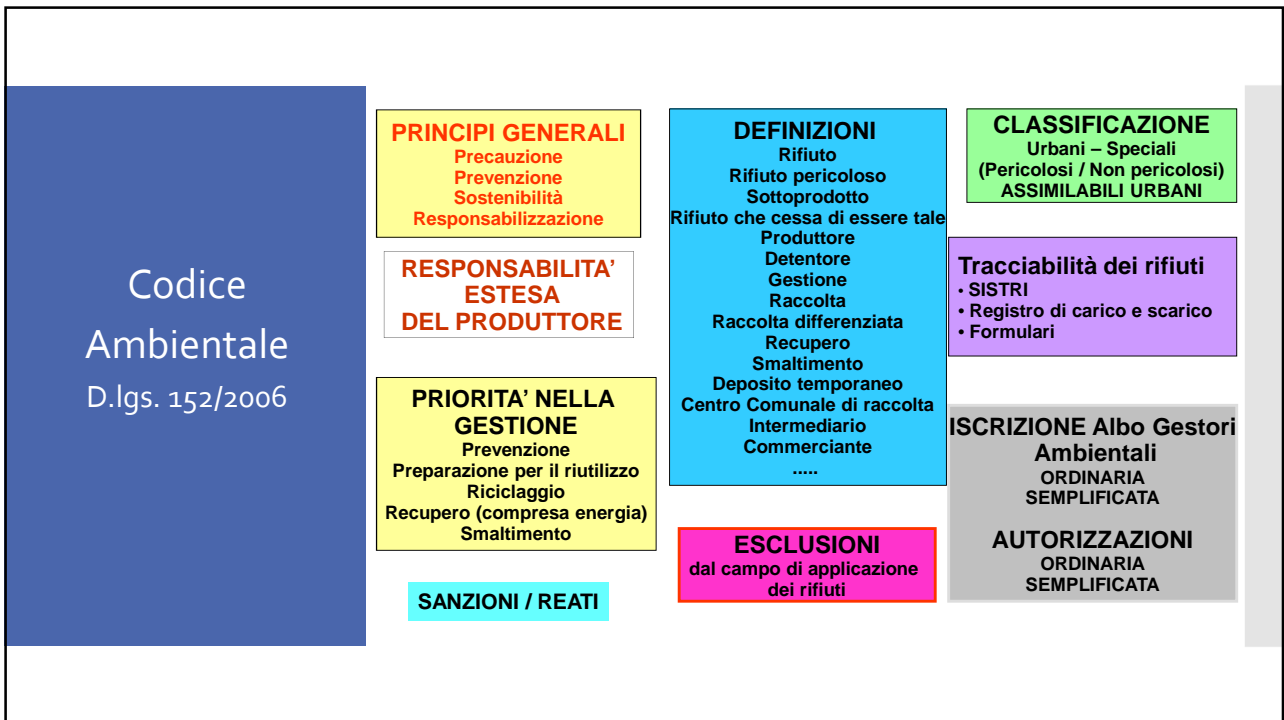 Codice
Ambientale
D.lgs. 152/2006
PRINCIPI GENERALI
Precauzione
Prevenzione
Sostenibilità
Responsabilizzazione
RESPONSABILITA’
ESTESA
DEL PRODUTTORE
PRIORITA’ NELLA
GESTIONE
Prevenzione
Preparazione per il riutilizzo
Riciclaggio
Recupero (compresa energia)
Smaltimento
SANZIONI / REATI
DEFINIZIONI
Rifiuto
Rifiuto pericoloso
Sottoprodotto
Rifiuto che cessa di essere tale
Produttore
Detentore
Gestione
Raccolta
Raccolta differenziata
Recupero
Smaltimento
Deposito temporaneo
Centro Comunale di raccolta
Intermediario
Commerciante
.....
ESCLUSIONI
dal campo di applicazione
dei rifiuti
CLASSIFICAZIONE
Urbani – Speciali
(Pericolosi / Non pericolosi)
ASSIMILABILI URBANI
Tracciabilità dei rifiuti
• SISTRI
• Registro di carico e scarico
• Formulari
ISCRIZIONE Albo Gestori
Ambientali
ORDINARIA
SEMPLIFICATA
AUTORIZZAZIONI
ORDINARIA
SEMPLIFICATA